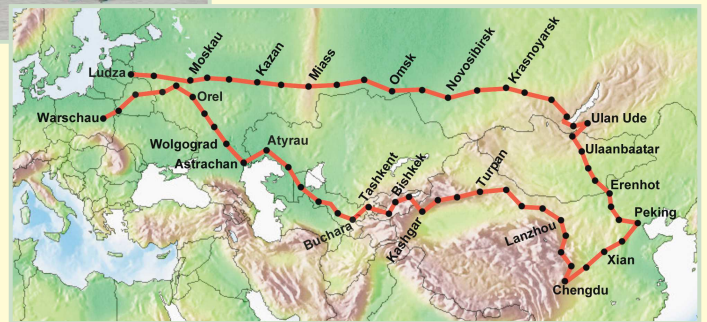 Ludza
Moskau
Kazan
Miass
Omsk
Novosibirsk
Krasnoyarsk
Warschau
Orel
Ulan Ude
Wolgograd
Atyrau
Ulaanbaatar
Astrachan
Tashkent
Bishkek
Turpan
Erenhot
Buchara
Kashgar
Lanzhou
Peking
Xian
Chengdu